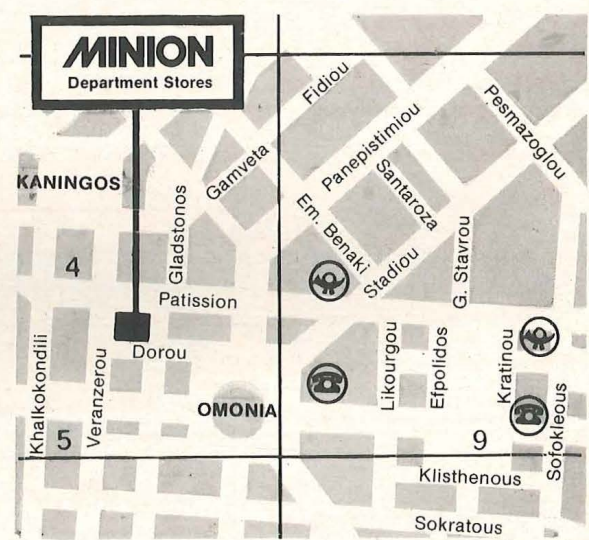 MINION
Department Stores
Fidiou
Pesmazoglou
Panepistimiou
Gamveta
Santaroza
KANINGOS
Em. Benaki
Gladstonos
Stadiou
G. Stavrou
4
Patission
Dorou
Khalkokondili
Veranzerou
Likourgou
Efpolidos
Kratinou
OMONIA
Sofokleous
5
9
Klisthenous
Sokratous